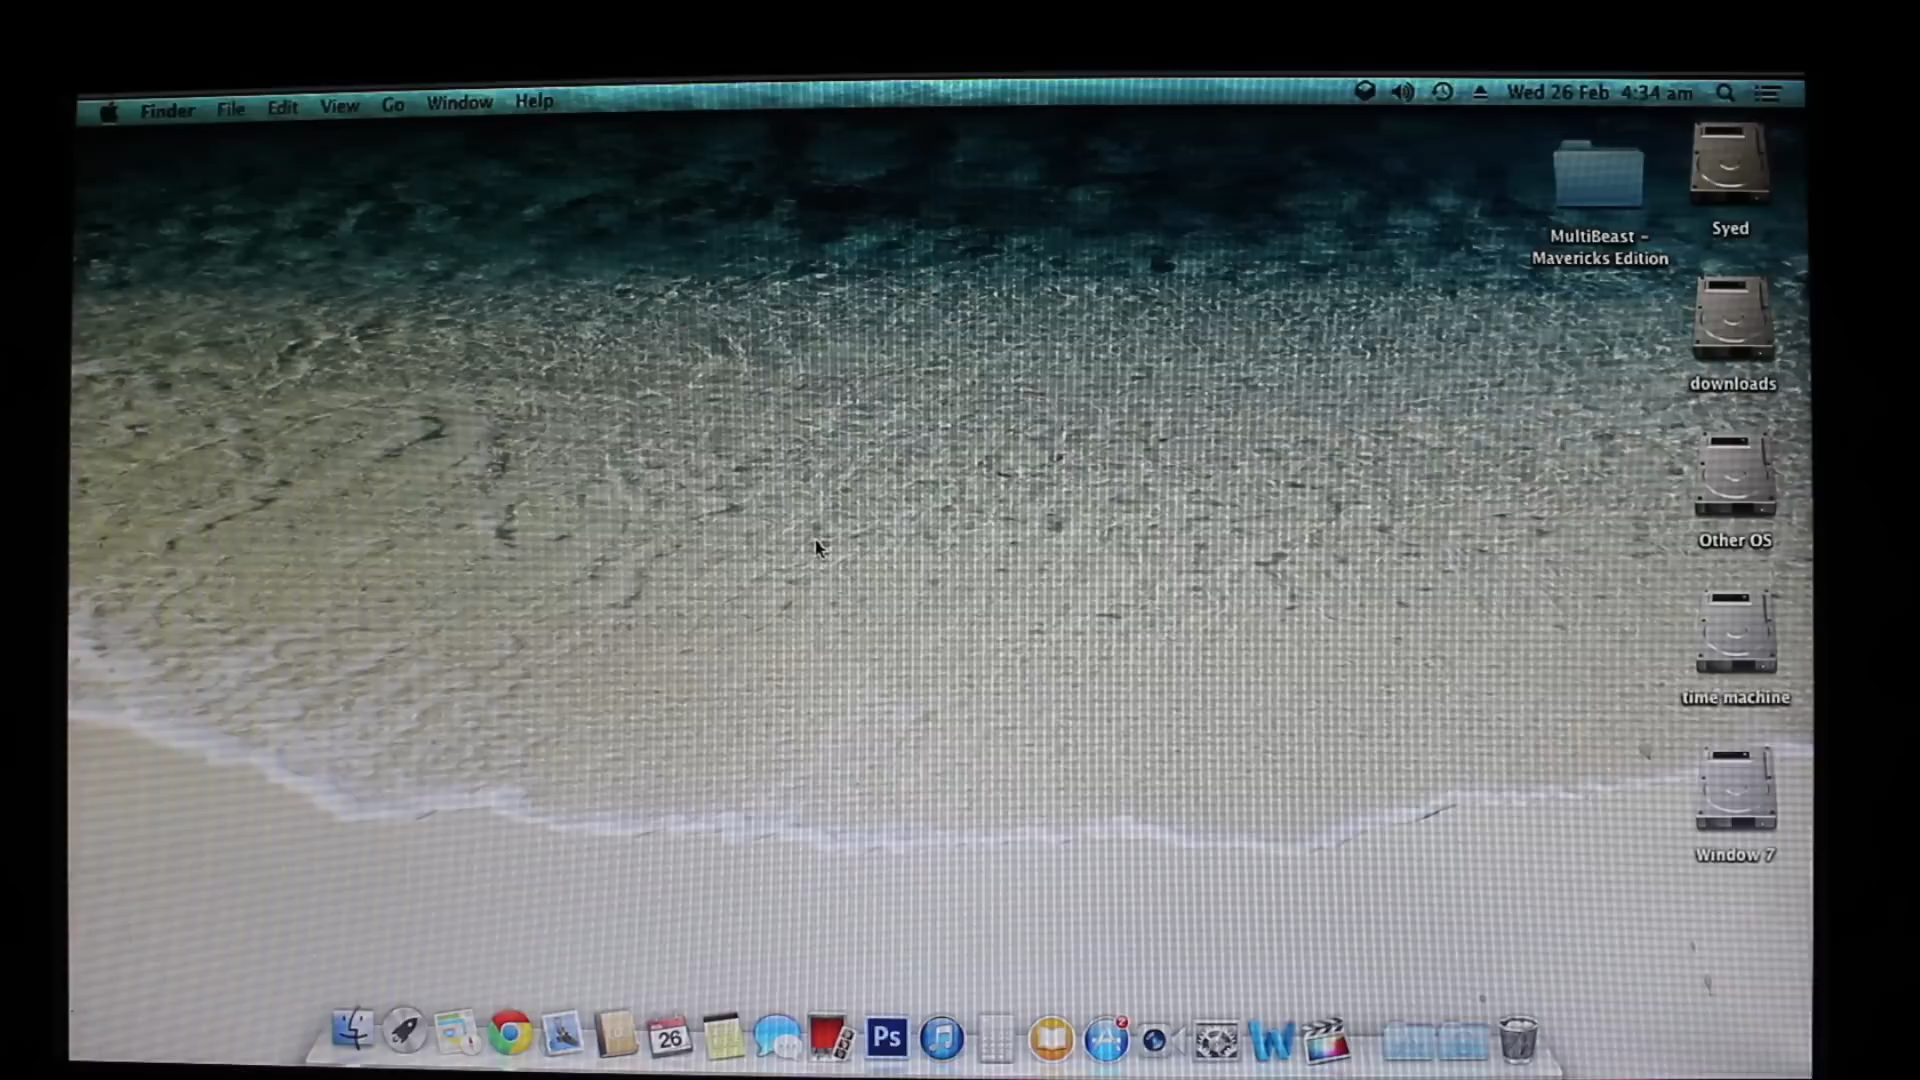 Finder File Edit View Go Window Help
Wed 26 Feb 4:34 am
MultiBeast -
Mavericks Edition
Syed
downloads
Other OS
time machine
Window 7
26
Ps
2
W